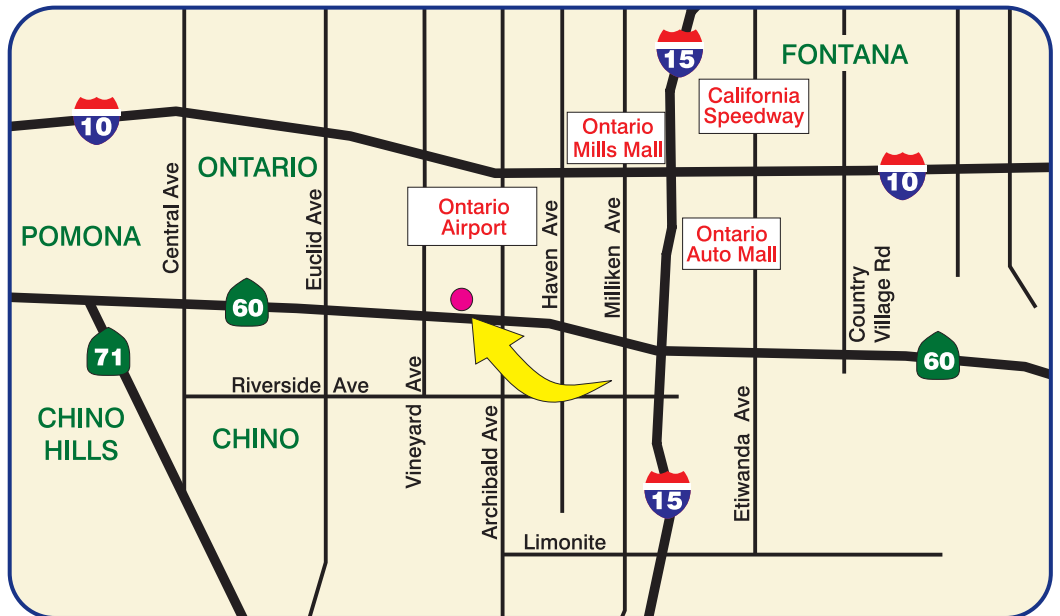 15
FONTANA
California
Speedway
10
Ontario
Mills Mall
ONTARIO
10
Central Ave
Euclid Ave
Ontario
Airport
Haven Ave
Milliken Ave
POMONA
Ontario
Auto Mall
Country
Village Rd
60
71
60
Riverside Ave
Vineyard Ave
CHINO
HILLS
CHINO
Archibald Ave
Etiwanda Ave
15
Limonite